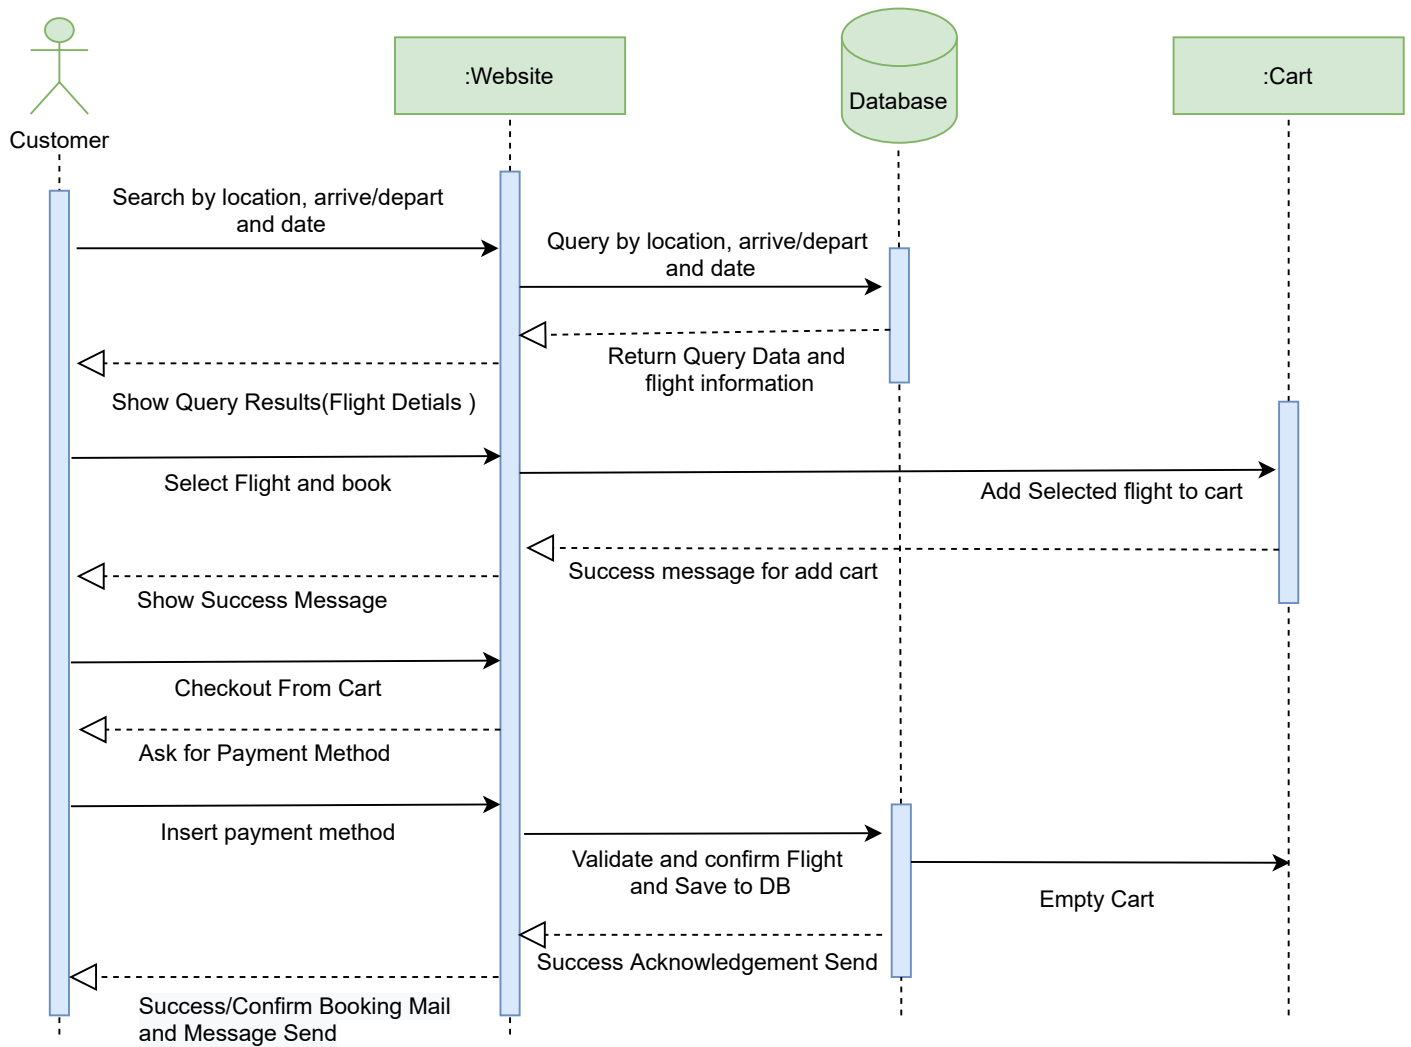 Customer
:Website
Database
:Cart
Search by location, arrive/depart
and date
Query by location, arrive/depart
and date
Return Query Data and
flight information
Show Query Results(Flight Detials )
Select Flight and book
Add Selected flight to cart
Success message for add cart
Show Success Message
Checkout From Cart
Ask for Payment Method
Insert payment method
Validate and confirm Flight
and Save to DB
Empty Cart
Success Acknowledgement Send
Success/Confirm Booking Mail
and Message Send